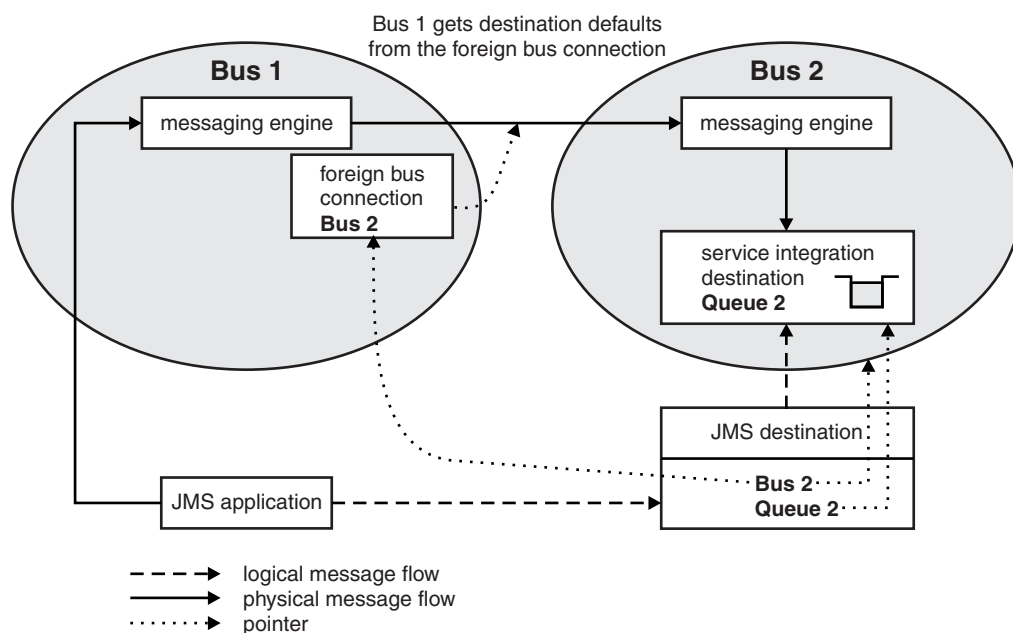 Bus 1 gets destination defaults
from the foreign bus connection
Bus 1
messaging engine
foreign bus
connection
Bus 2
Bus 2
messaging engine
service integration
destination
Queue 2
JMS destination
Bus 2
Queue 2
JMS application
logical message flow
physical message flow
pointer